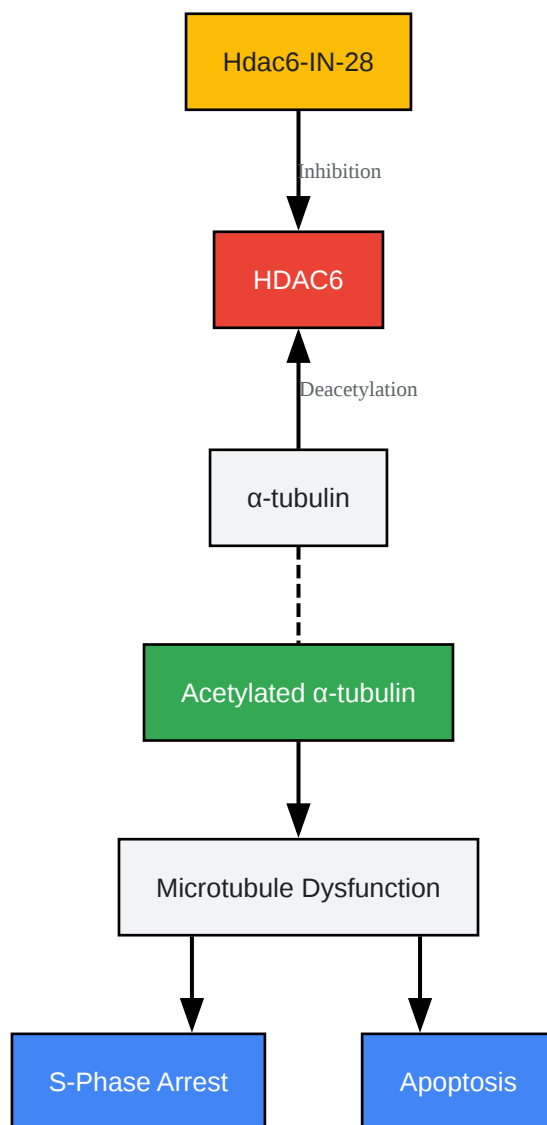 Hdac6-IN-28
Inhibition
HDAC6
Deacetylation
α-tubulin
Acetylated α-tubulin
Microtubule Dysfunction
S-Phase Arrest
Apoptosis